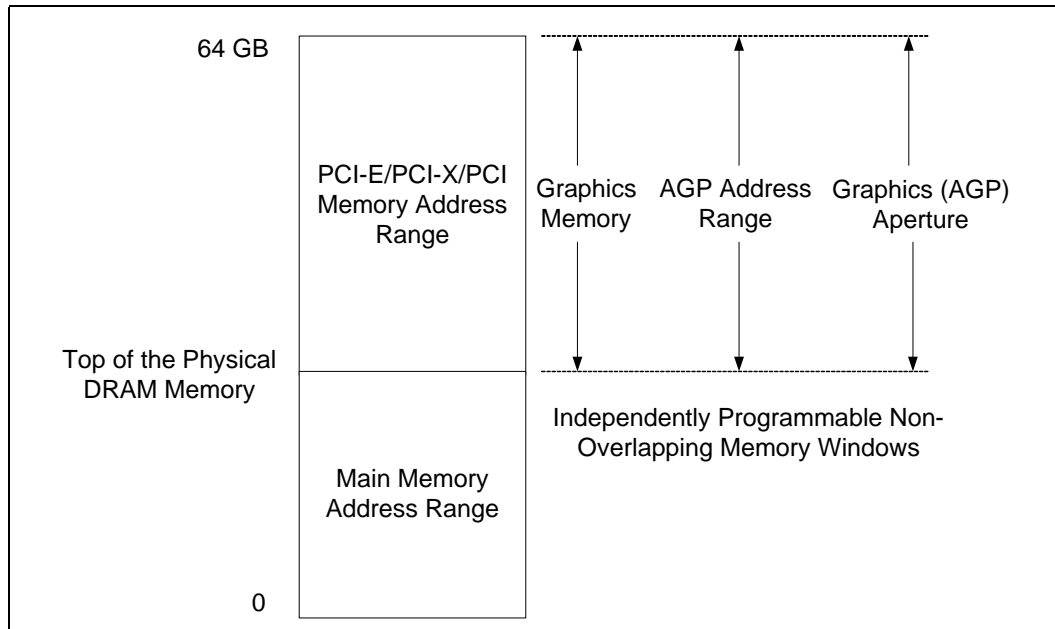 64 GB
PCI-E/PCI-X/PCI
Memory Address
Range
Graphics
Memory
AGP Address
Range
Graphics (AGP)
Aperture
Top of the Physical
DRAM Memory
Independently Programmable Non-
Overlapping Memory Windows
Main Memory
Address Range
0